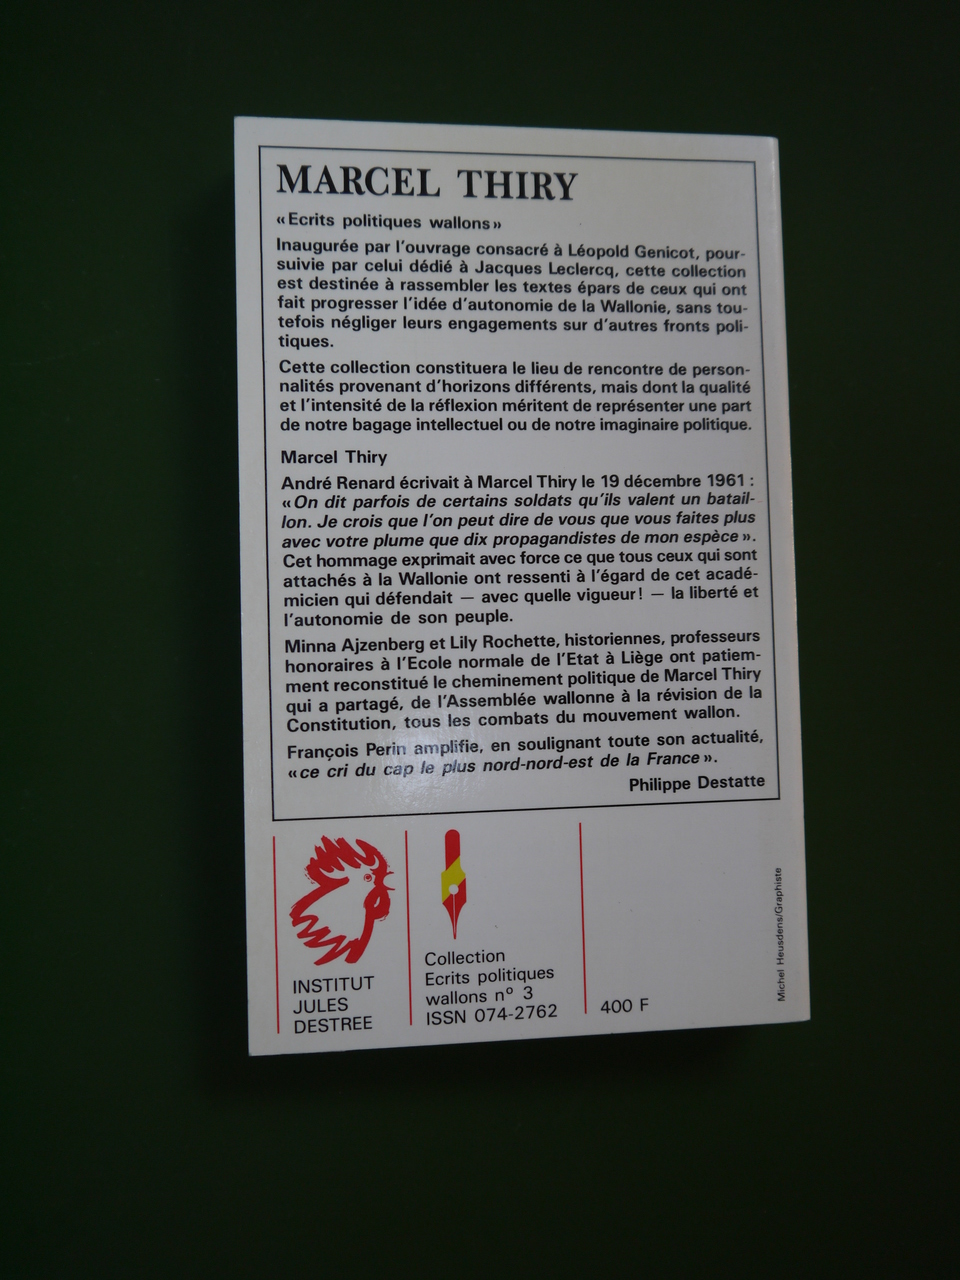 MARCEL THIRY
«Ecrits politiques wallons»
Inaugurée par l'ouvrage consacré à Léopold Genicot, pour-
suivie par celui dédié à Jacques Leclercq, cette collection
est destinée à rassembler les textes épars de ceux qui ont
fait progresser l'idée d'autonomie de la Wallonie, sans tou-
tefois négliger leurs engagements sur d'autres fronts poli-
tiques.
Cette collection constituera le lieu de rencontre de person-
nalités provenant d'horizons différents, mais dont la qualité
et l'intensité de la réflexion méritent de représenter une part
de notre bagage intellectuel ou de notre imaginaire politique.
Marcel Thiry
André Renard écrivait à Marcel Thiry le 19 décembre 1961 :
«On dit parfois de certains soldats qu'ils valent un batail-
lon. Je crois que l'on peut dire de vous que vous faites plus
avec votre plume que dix propagandistes de mon espèce».
Cet hommage exprimait avec force ce que tous ceux qui sont
attachés à la Wallonie ont ressenti à l'égard de cet acadé-
micien qui défendait — avec quelle vigueur! — la liberté et
l'autonomie de son peuple.
Minna Ajzenberg et Lily Rochette, historiennes, professeurs
honoraires à l'Ecole normale de l'Etat à Liège ont patiem-
ment reconstitué le cheminement politique de Marcel Thiry
qui a partagé, de l'Assemblée wallonne à la révision de la
Constitution, tous les combats du mouvement wallon.
François Perin amplifie, en soulignant toute son actualité,
«ce cri du cap le plus nord-nord-est de la France».
Philippe Destatte
INSTITUT
JULES
DESTREE
Collection
Ecrits politiques
wallons n° 3
ISSN 074-2762
400 F
Michel Heusdens/Graphiste